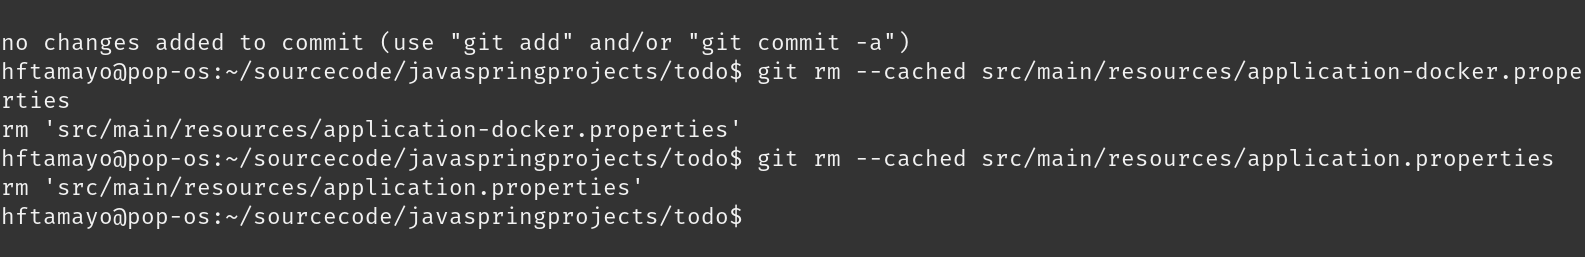 no changes added to commit (use "git add" and/or "git commit -a")
hftamayo@pop-os:~/sourcecode/javaspringprojects/todo$ git rm --cached src/main/resources/application-docker.prope
rties
rm 'src/main/resources/application-docker.properties'
hftamayo@pop-os:~/sourcecode/javaspringprojects/todo$ git rm --cached src/main/resources/application.properties
rm 'src/main/resources/application.properties'
hftamayo@pop-os:~/sourcecode/javaspringprojects/todo$